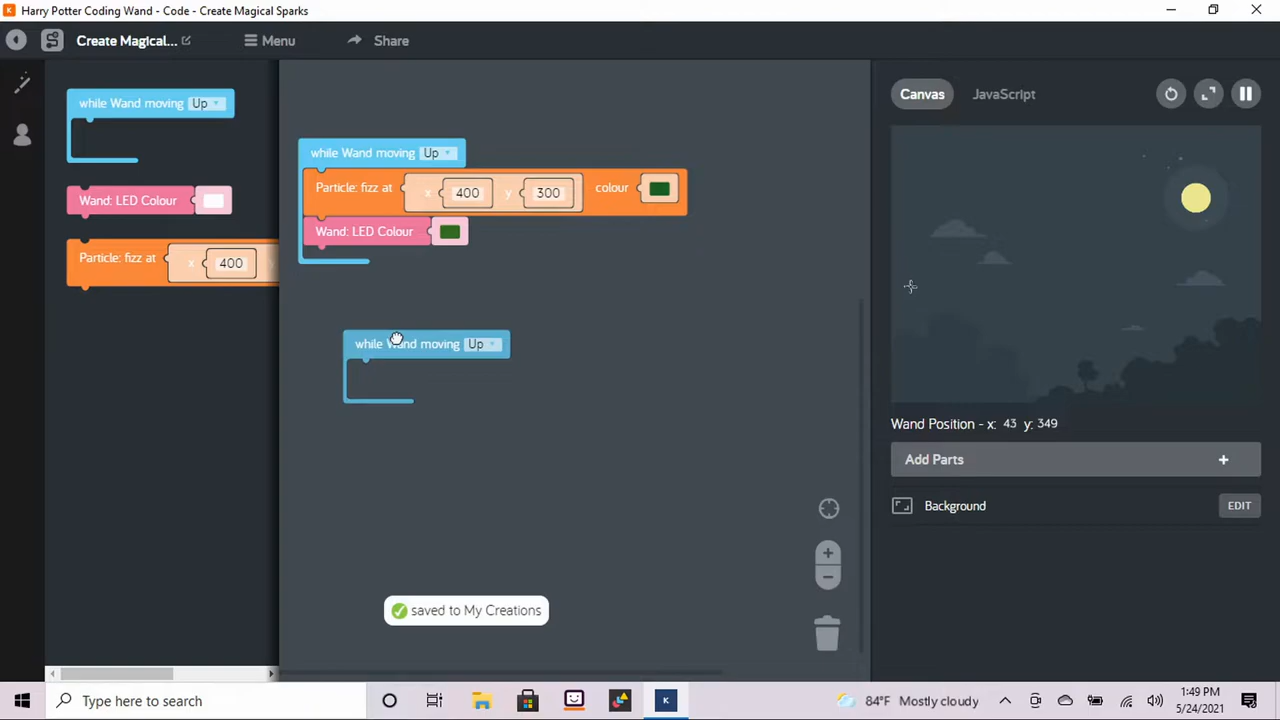 Harry Potter Coding Wand - Code - Create Magical Sparks
Create Magical...
Menu
Share
while Wand moving Up
Wand: LED Colour
Particle: fizz at x 400
while Wand moving Up
Particle: fizz at x 400 y 300 colour
Wand: LED Colour
while Wand moving Up
saved to My Creations
Canvas
JavaScript
Wand Position - x: 43 y: 349
Add Parts +
Background EDIT
Type here to search
K
84°F Mostly cloudy
1:49 PM
5/24/2021